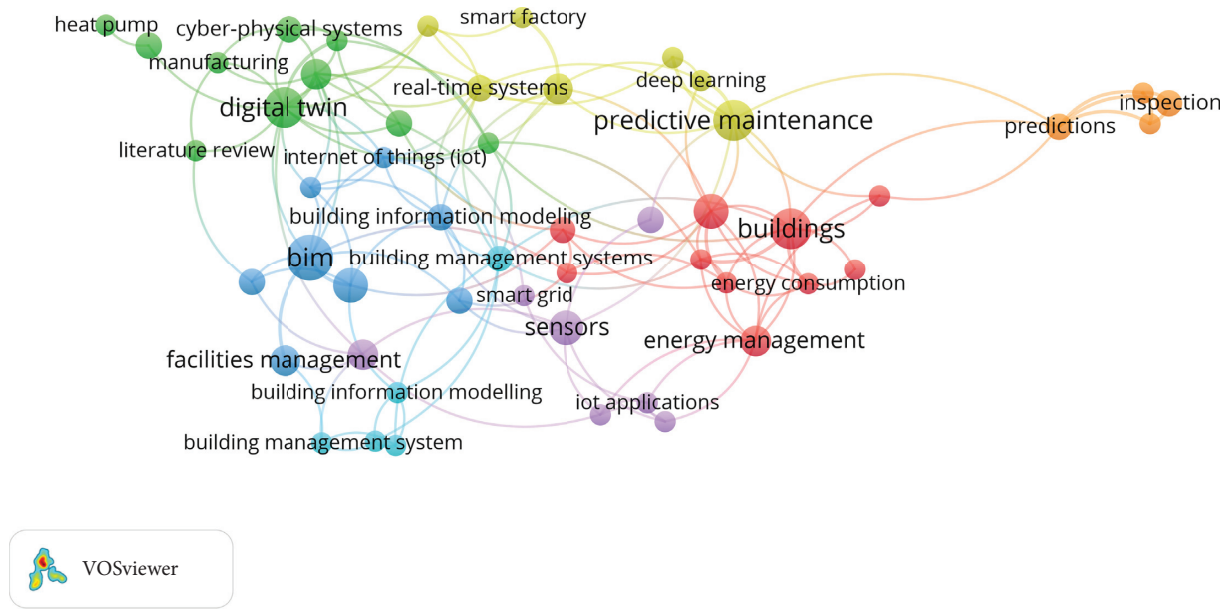 heat pump
cyber-physical systems
smart factory
manufacturing
real-time systems
deep learning
digital twin
predictive maintenance
inspection
predictions
literature review
internet of things (iot)
building information modeling
buildings
bim
building management systems
energy consumption
smart grid
sensors
energy management
facilities management
building information modelling
iot applications
building management system
VOSviewer